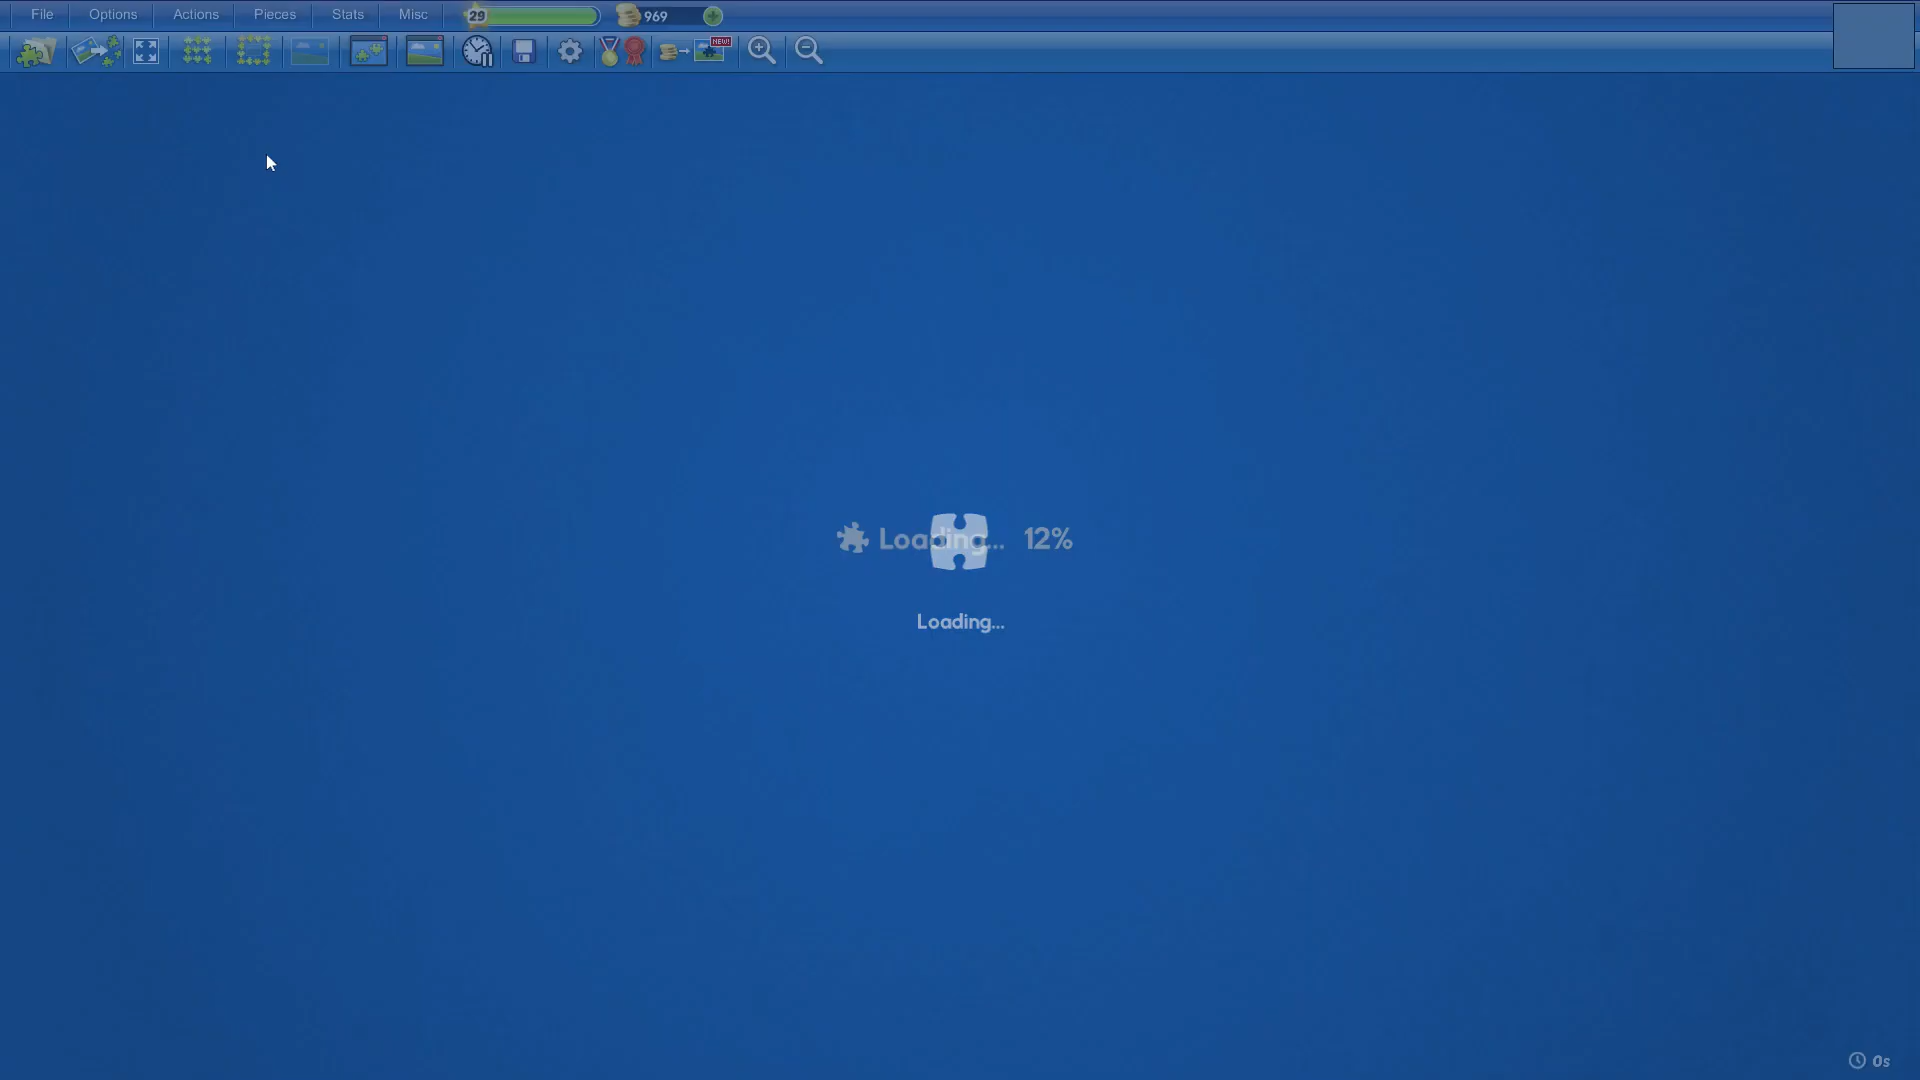 File Options Actions Pieces Stats Misc 29 969
NEW!
Loading... 12%
Loading...
0s